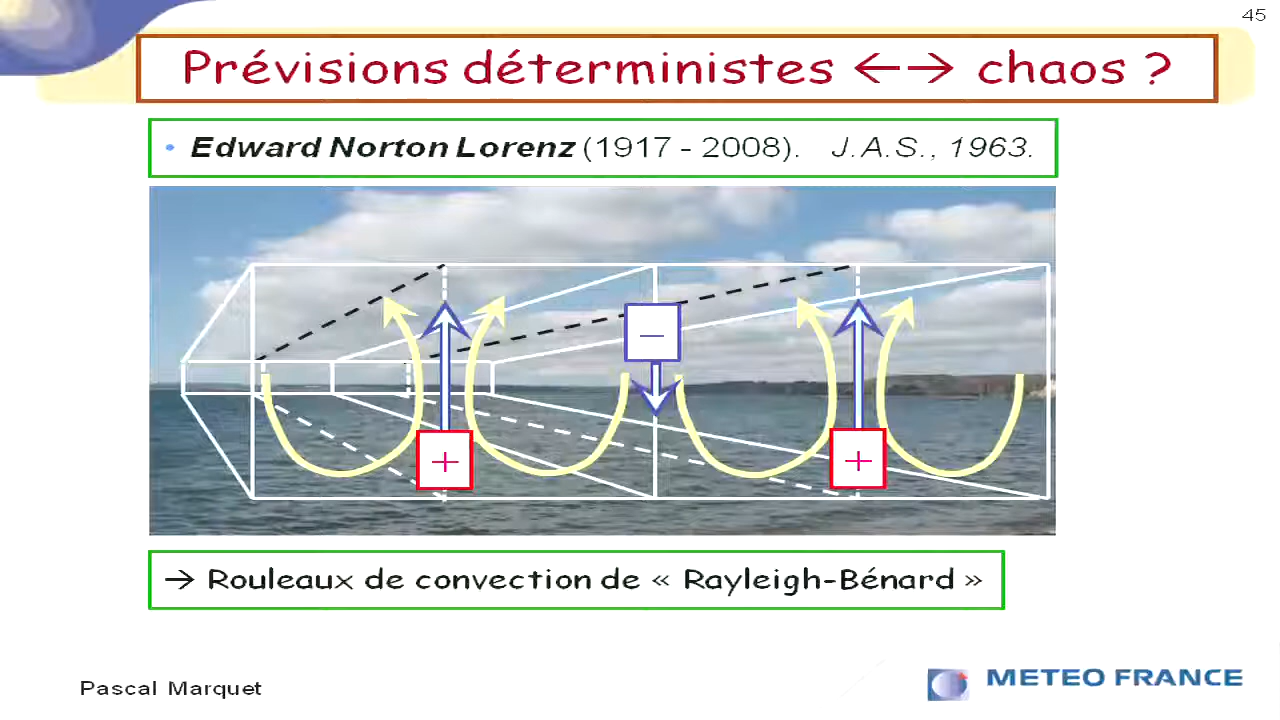 45
Prévisions déterministes ←→ chaos ?
• Edward Norton Lorenz (1917 - 2008). J.A.S., 1963.
−
+ +
→ Rouleaux de convection de « Rayleigh-Bénard »
Pascal Marquet
METEO FRANCE